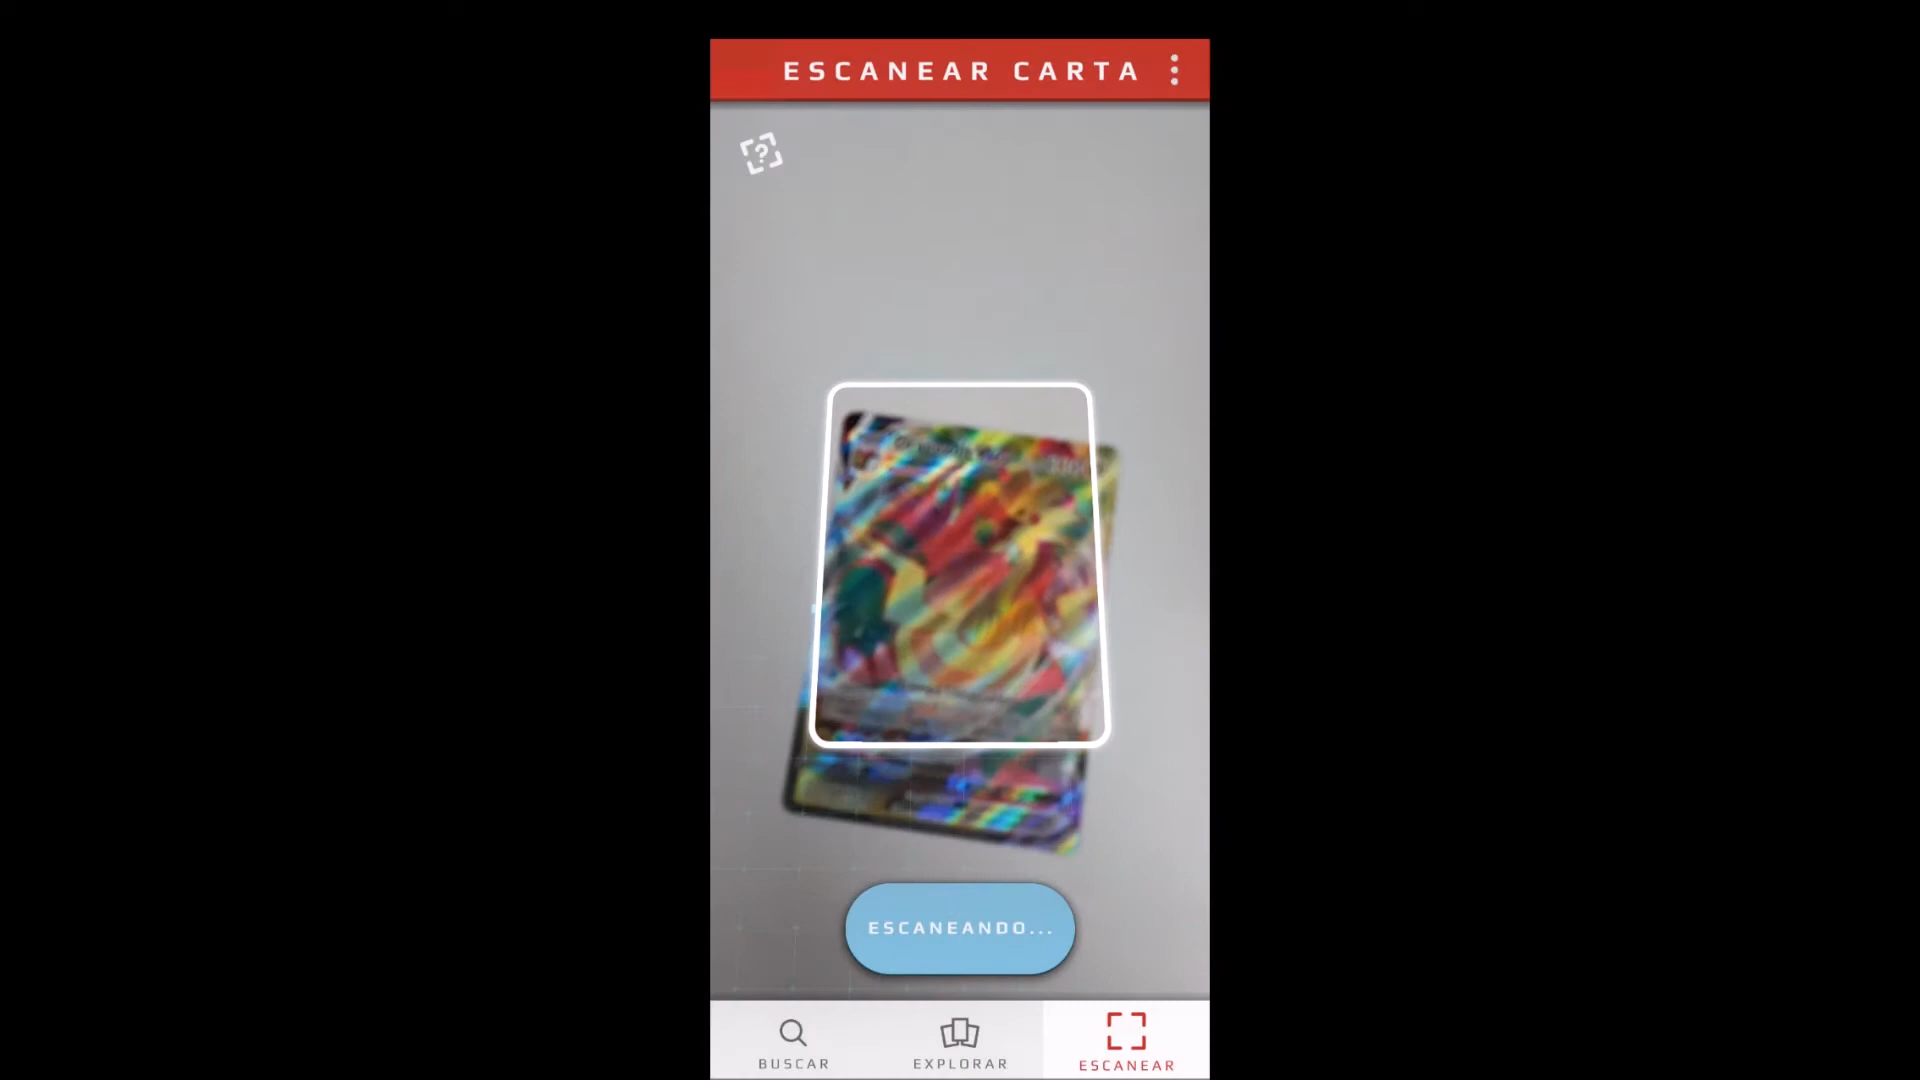 ESCANEAR CARTA
?
ESCANEANDO...
BUSCAR
EXPLORAR
ESCANEAR